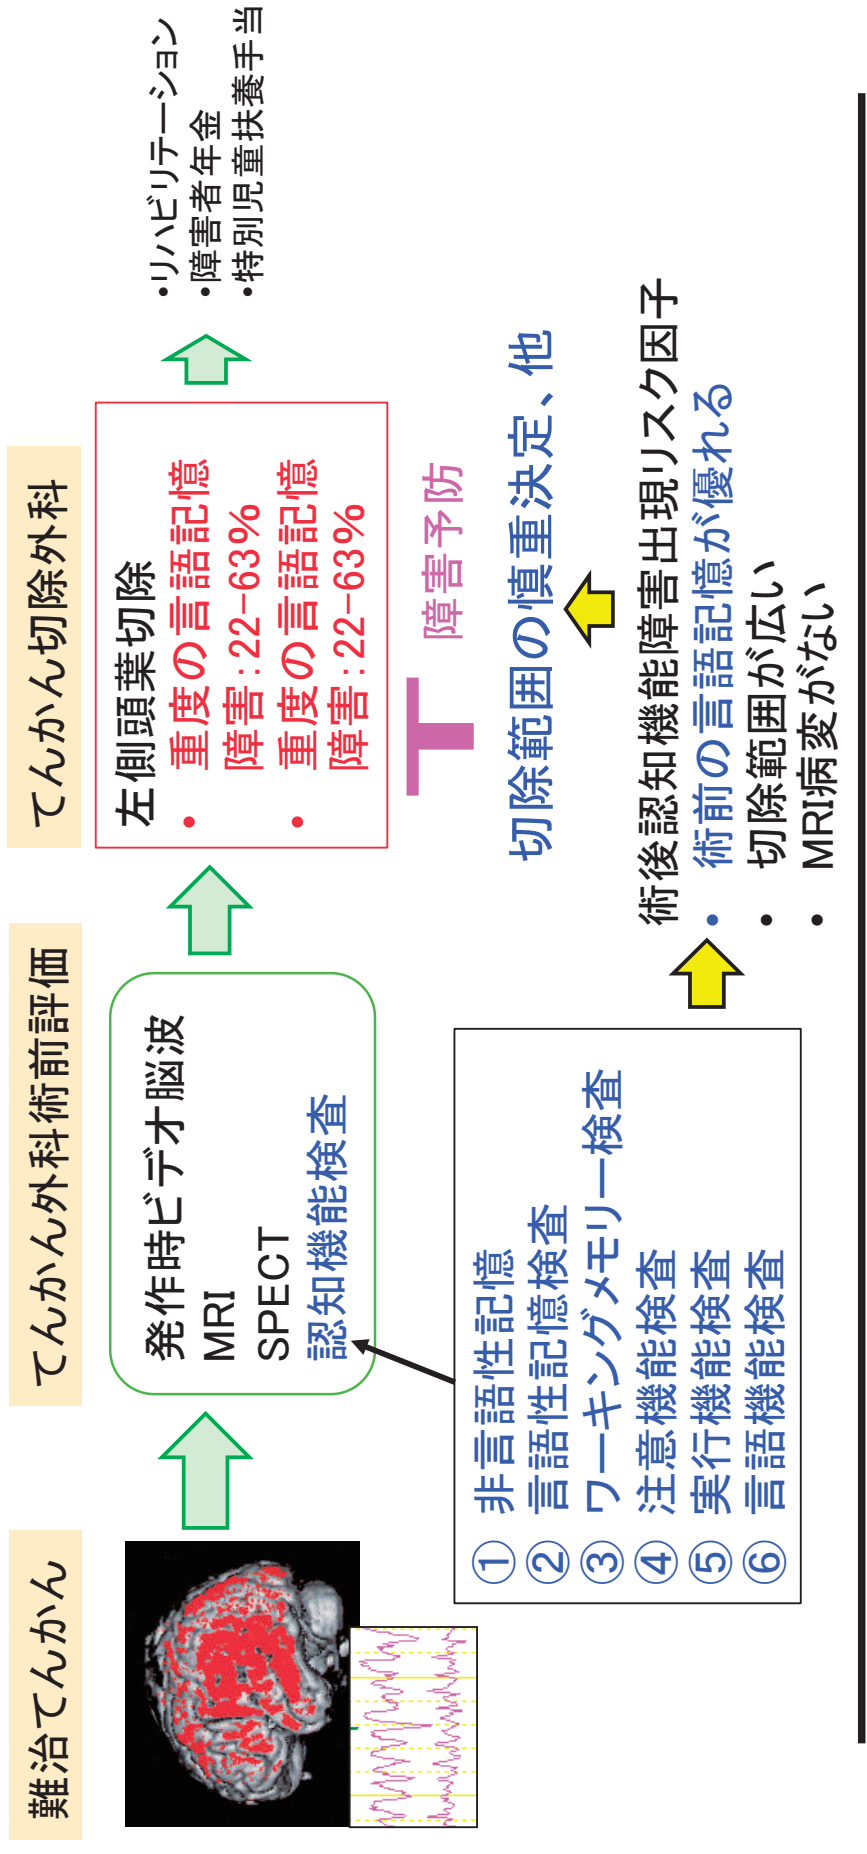 難治てんかん
てんかん外科術前評価
発作時ビデオ脳波
MRI
SPECT
認知機能検査
① 非言語性記憶
② 言語性記憶検査
③ ワーキングメモリー検査
④ 注意機能検査
⑤ 実行機能検査
⑥ 言語機能検査
てんかん切除外科
左側頭葉切除
• 重度の言語記憶
障害:22-63%
• 重度の言語記憶
障害:22-63%
・リハビリテーション
・障害者年金
・特別児童扶養手当
障害予防
切除範囲の慎重決定、他
術後認知機能障害出現リスク因子
• 術前の言語記憶が優れる
• 切除範囲が広い
• MRI病変がない